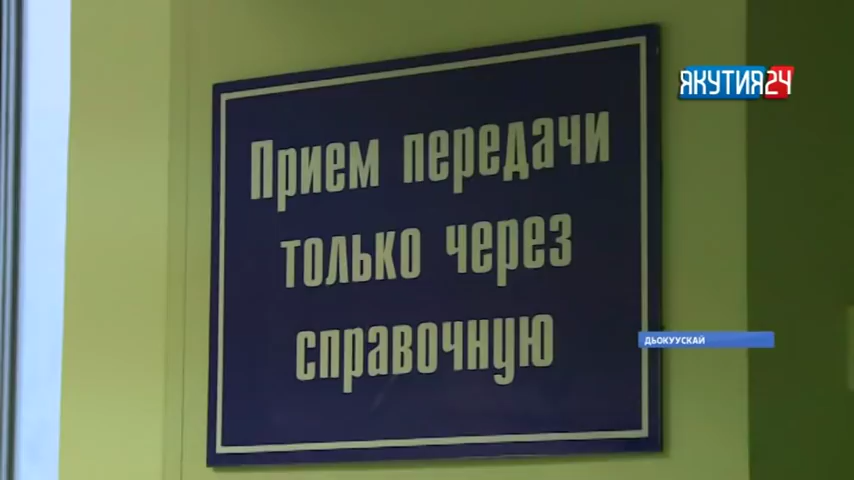 ЯКУТИЯ24
Прием передачи
только через
справочную
ДЬОКУУСКАЙ